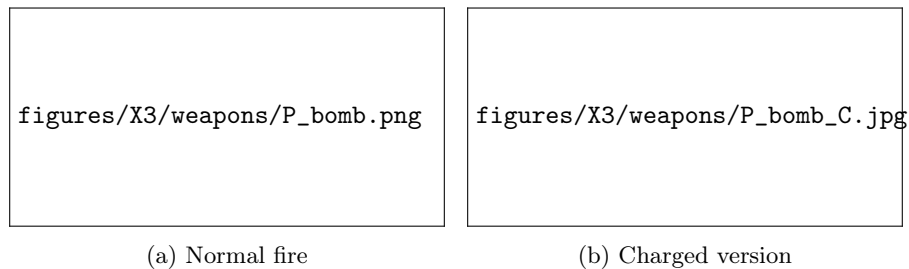 figures/X3/weapons/P_bomb.png
figures/X3/weapons/P_bomb_C.jpg
(a) Normal fire
(b) Charged version